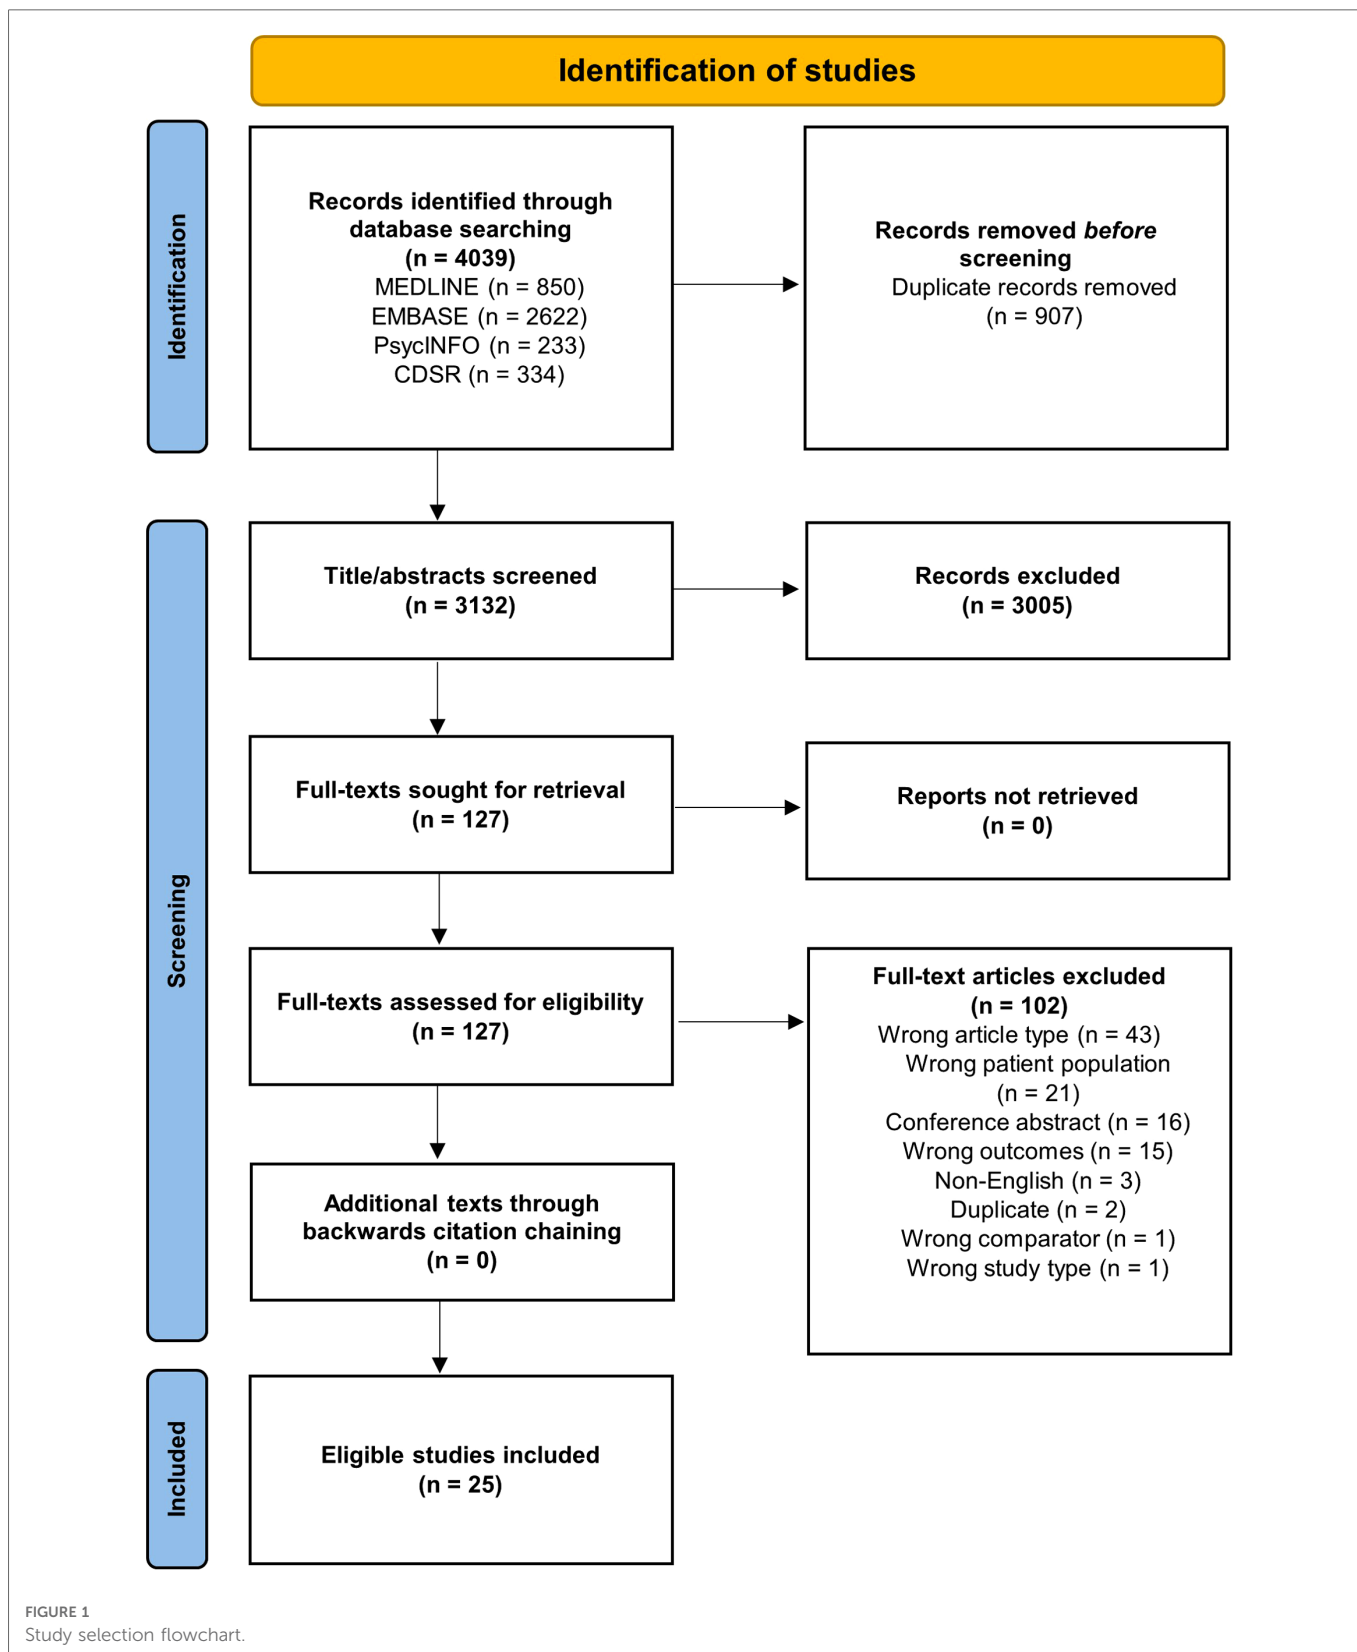 Identification of studies
Identification
Records identified through
database searching
(n = 4039)
MEDLINE (n = 850)
EMBASE (n = 2622)
PsycINFO (n = 233)
CDSR (n = 334)
Records removed before
screening
Duplicate records removed
(n = 907)
Screening
Title/abstracts screened
(n = 3132)
Records excluded
(n = 3005)
Full-texts sought for retrieval
(n = 127)
Reports not retrieved
(n = 0)
Full-texts assessed for eligibility
(n = 127)
Full-text articles excluded
(n = 102)
Wrong article type (n = 43)
Wrong patient population
(n = 21)
Conference abstract (n = 16)
Wrong outcomes (n = 15)
Non-English (n = 3)
Duplicate (n = 2)
Wrong comparator (n = 1)
Wrong study type (n = 1)
Additional texts through
backwards citation chaining
(n = 0)
Included
Eligible studies included
(n = 25)
FIGURE 1
Study selection flowchart.